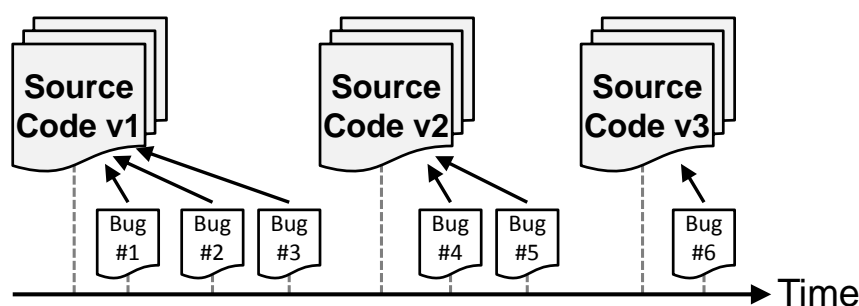 Source
Code v1
Source
Code v2
Source
Code v3
Bug
#1
Bug
#2
Bug
#3
Bug
#4
Bug
#5
Bug
#6
Time